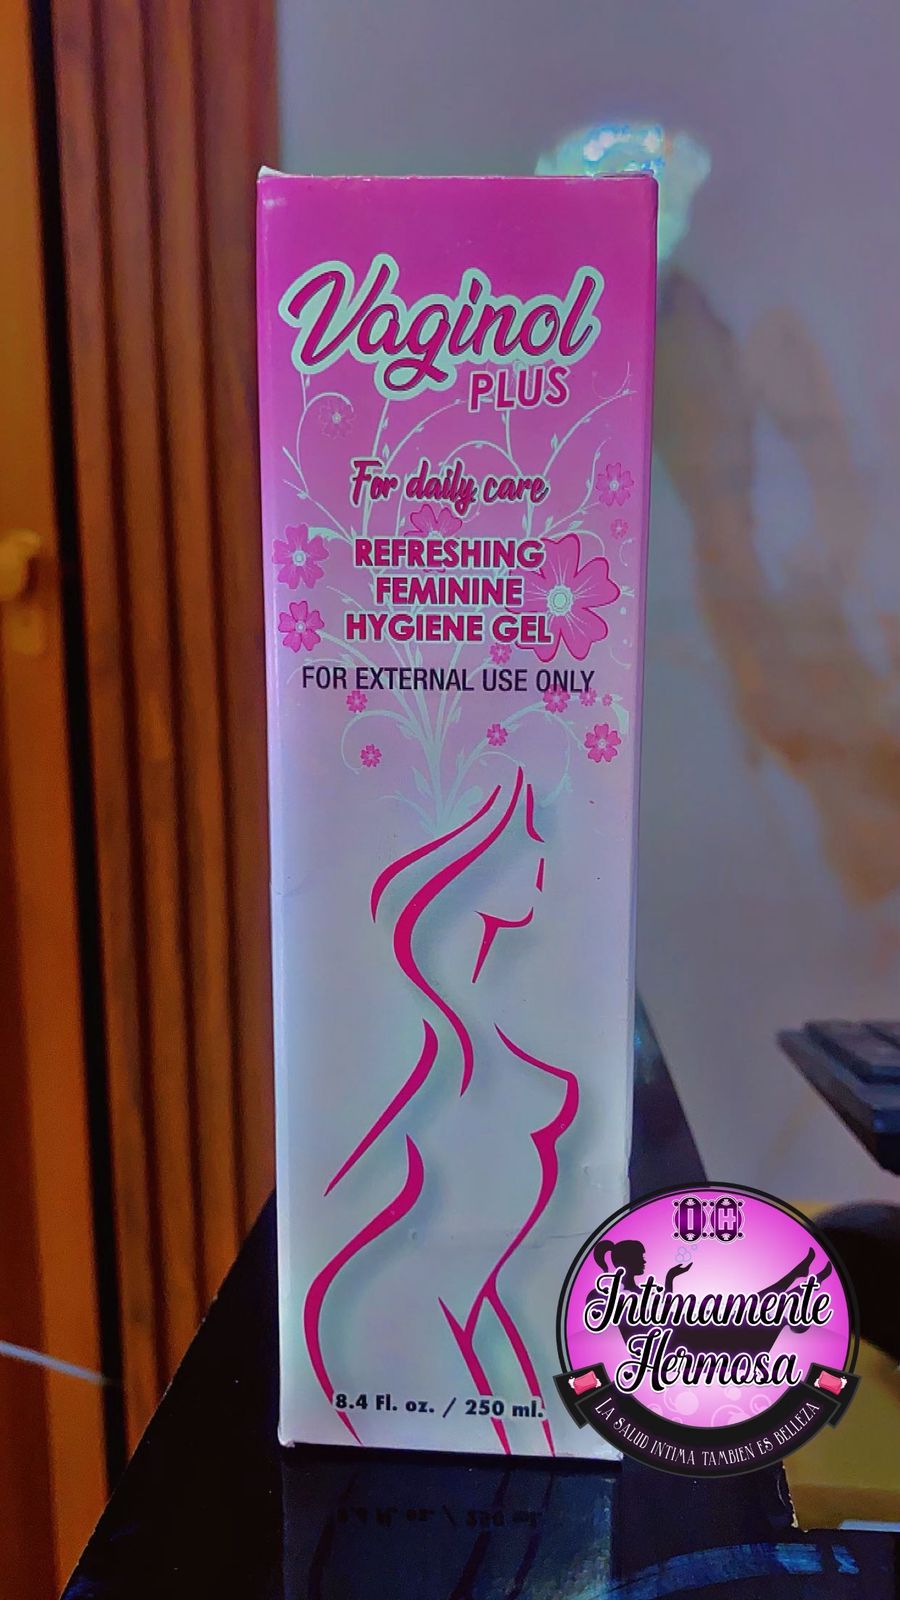 Vaginol
PLUS
For daily care
REFRESHING
FEMININE
HYGIENE GEL
FOR EXTERNAL USE ONLY
8.4 Fl. oz. / 250 ml.
I H
Intimamente
Hermosa
LA SALUD INTIMA TAMBIEN ES BELLEZA